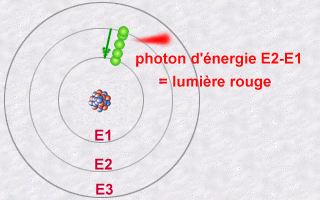 photon d'énergie E2-E1
= lumière rouge
E1
E2
E3